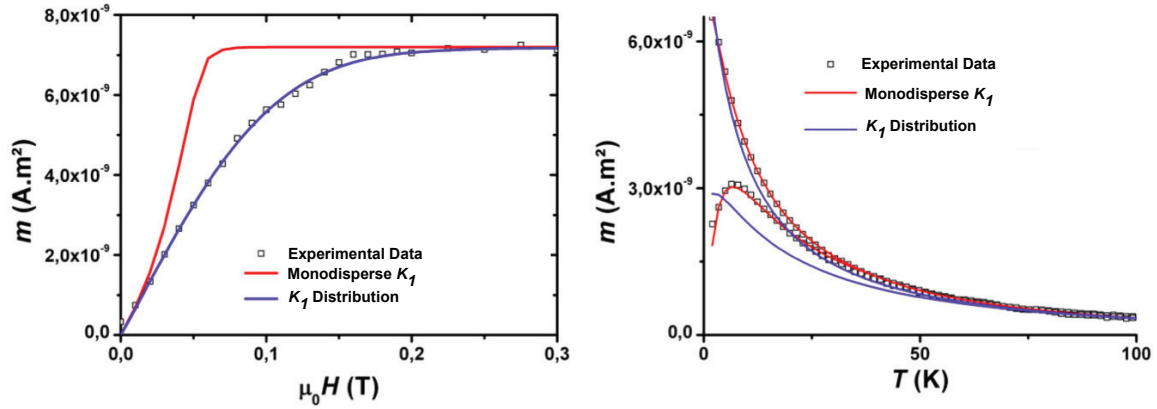 8,0x10⁻⁹
6,0x10⁻⁹
4,0x10⁻⁹
2,0x10⁻⁹
0,0
m (A.m²)
Experimental Data
Monodisperse K₁
K₁ Distribution
0,0 0,1 0,2 0,3
μ₀H (T)
6,0x10⁻⁹
3,0x10⁻⁹
0,0
m (A.m²)
Experimental Data
Monodisperse K₁
K₁ Distribution
0 50 100
T (K)